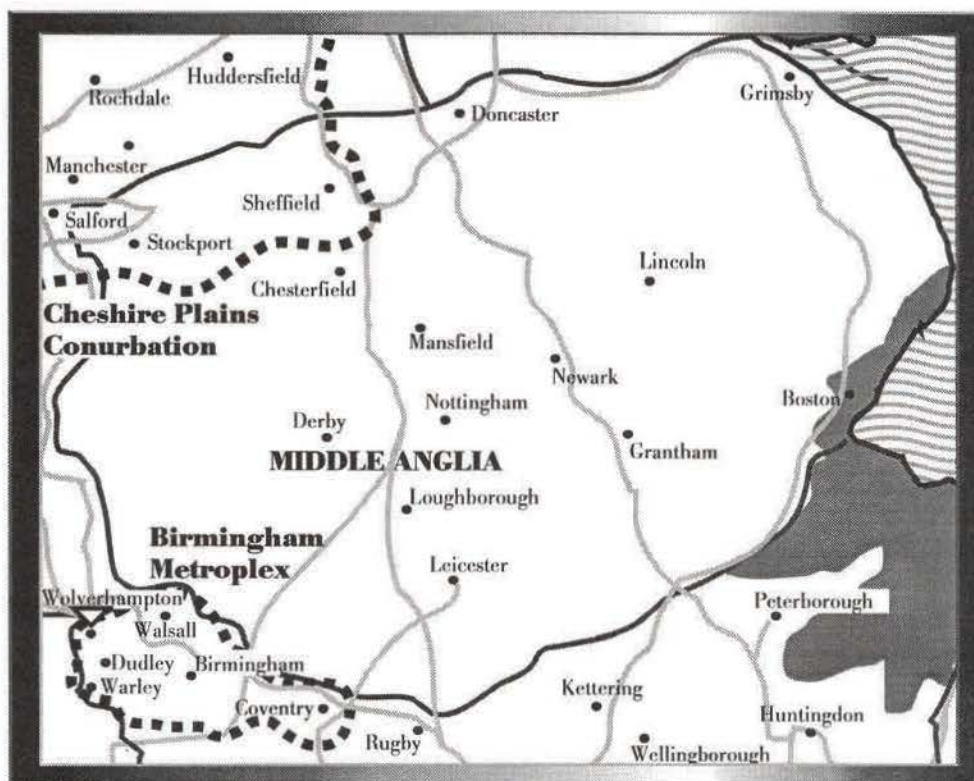 Huddersfield
Rochdale
Grimsby
Doncaster
Manchester
Sheffield
Salford
Stockport
Lincoln
Chesterfield
Cheshire Plains
Conurbation
Mansfield
Newark
Nottingham
Boston
Derby
Grantham
MIDDLE ANGLIA
Loughborough
Birmingham
Metroplex
Leicester
Wolverhampton
Peterborough
Walsall
Dudley
Birmingham
Warley
Kettering
Coventry
Huntingdon
Rugby
Wellingborough